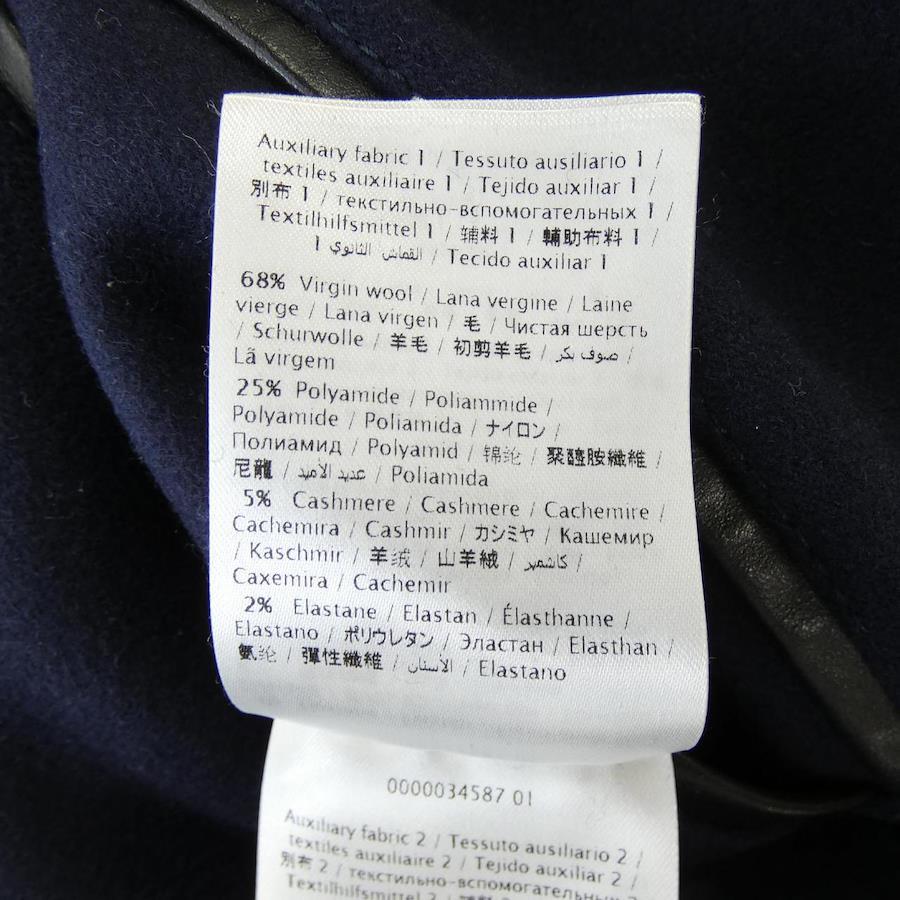 Auxiliary fabric 1 / Tessuto ausiliario 1 /
textiles auxiliaire 1 / Tejido auxiliar 1 /
別布 1 / текстильно-вспомогательных 1 /
Textilhilfsmittel 1 / 辅料 1 / 輔助布料 1 /
القماش الثانوي 1 / Tecido auxiliar 1
68% Virgin wool / Lana vergine / Laine
vierge / Lana virgen / 毛 / Чистая шерсть
/ Schurwolle / 羊毛 / 初剪羊毛 / صوف بكر /
Lã virgem
25% Polyamide / Poliammide /
Polyamide / Poliamida / ナイロン /
Полиамид / Polyamid / 锦纶 / 聚醯胺纖維 /
尼龍 / عديد الأميد / Poliamida
5% Cashmere / Cashmere / Cachemire /
Cachemira / Cashmir / カシミヤ / Кашемир
/ Kaschmir / 羊绒 / 山羊絨 / كاشمير /
Caxemira / Cachemir
2% Elastane / Elastan / Élasthanne /
Elastano / ポリウレタン / Эластан / Elasthan /
氨纶 / 彈性纖維 / الأستان / Elastano
0000034587 01
Auxiliary fabric 2 / Tessuto ausiliario 2 /
textiles auxiliaire 2 / Tejido auxiliar 2 /
別布 2 / текстильно-вспомогательных
Textilhilfsmittel 2 / 辅料